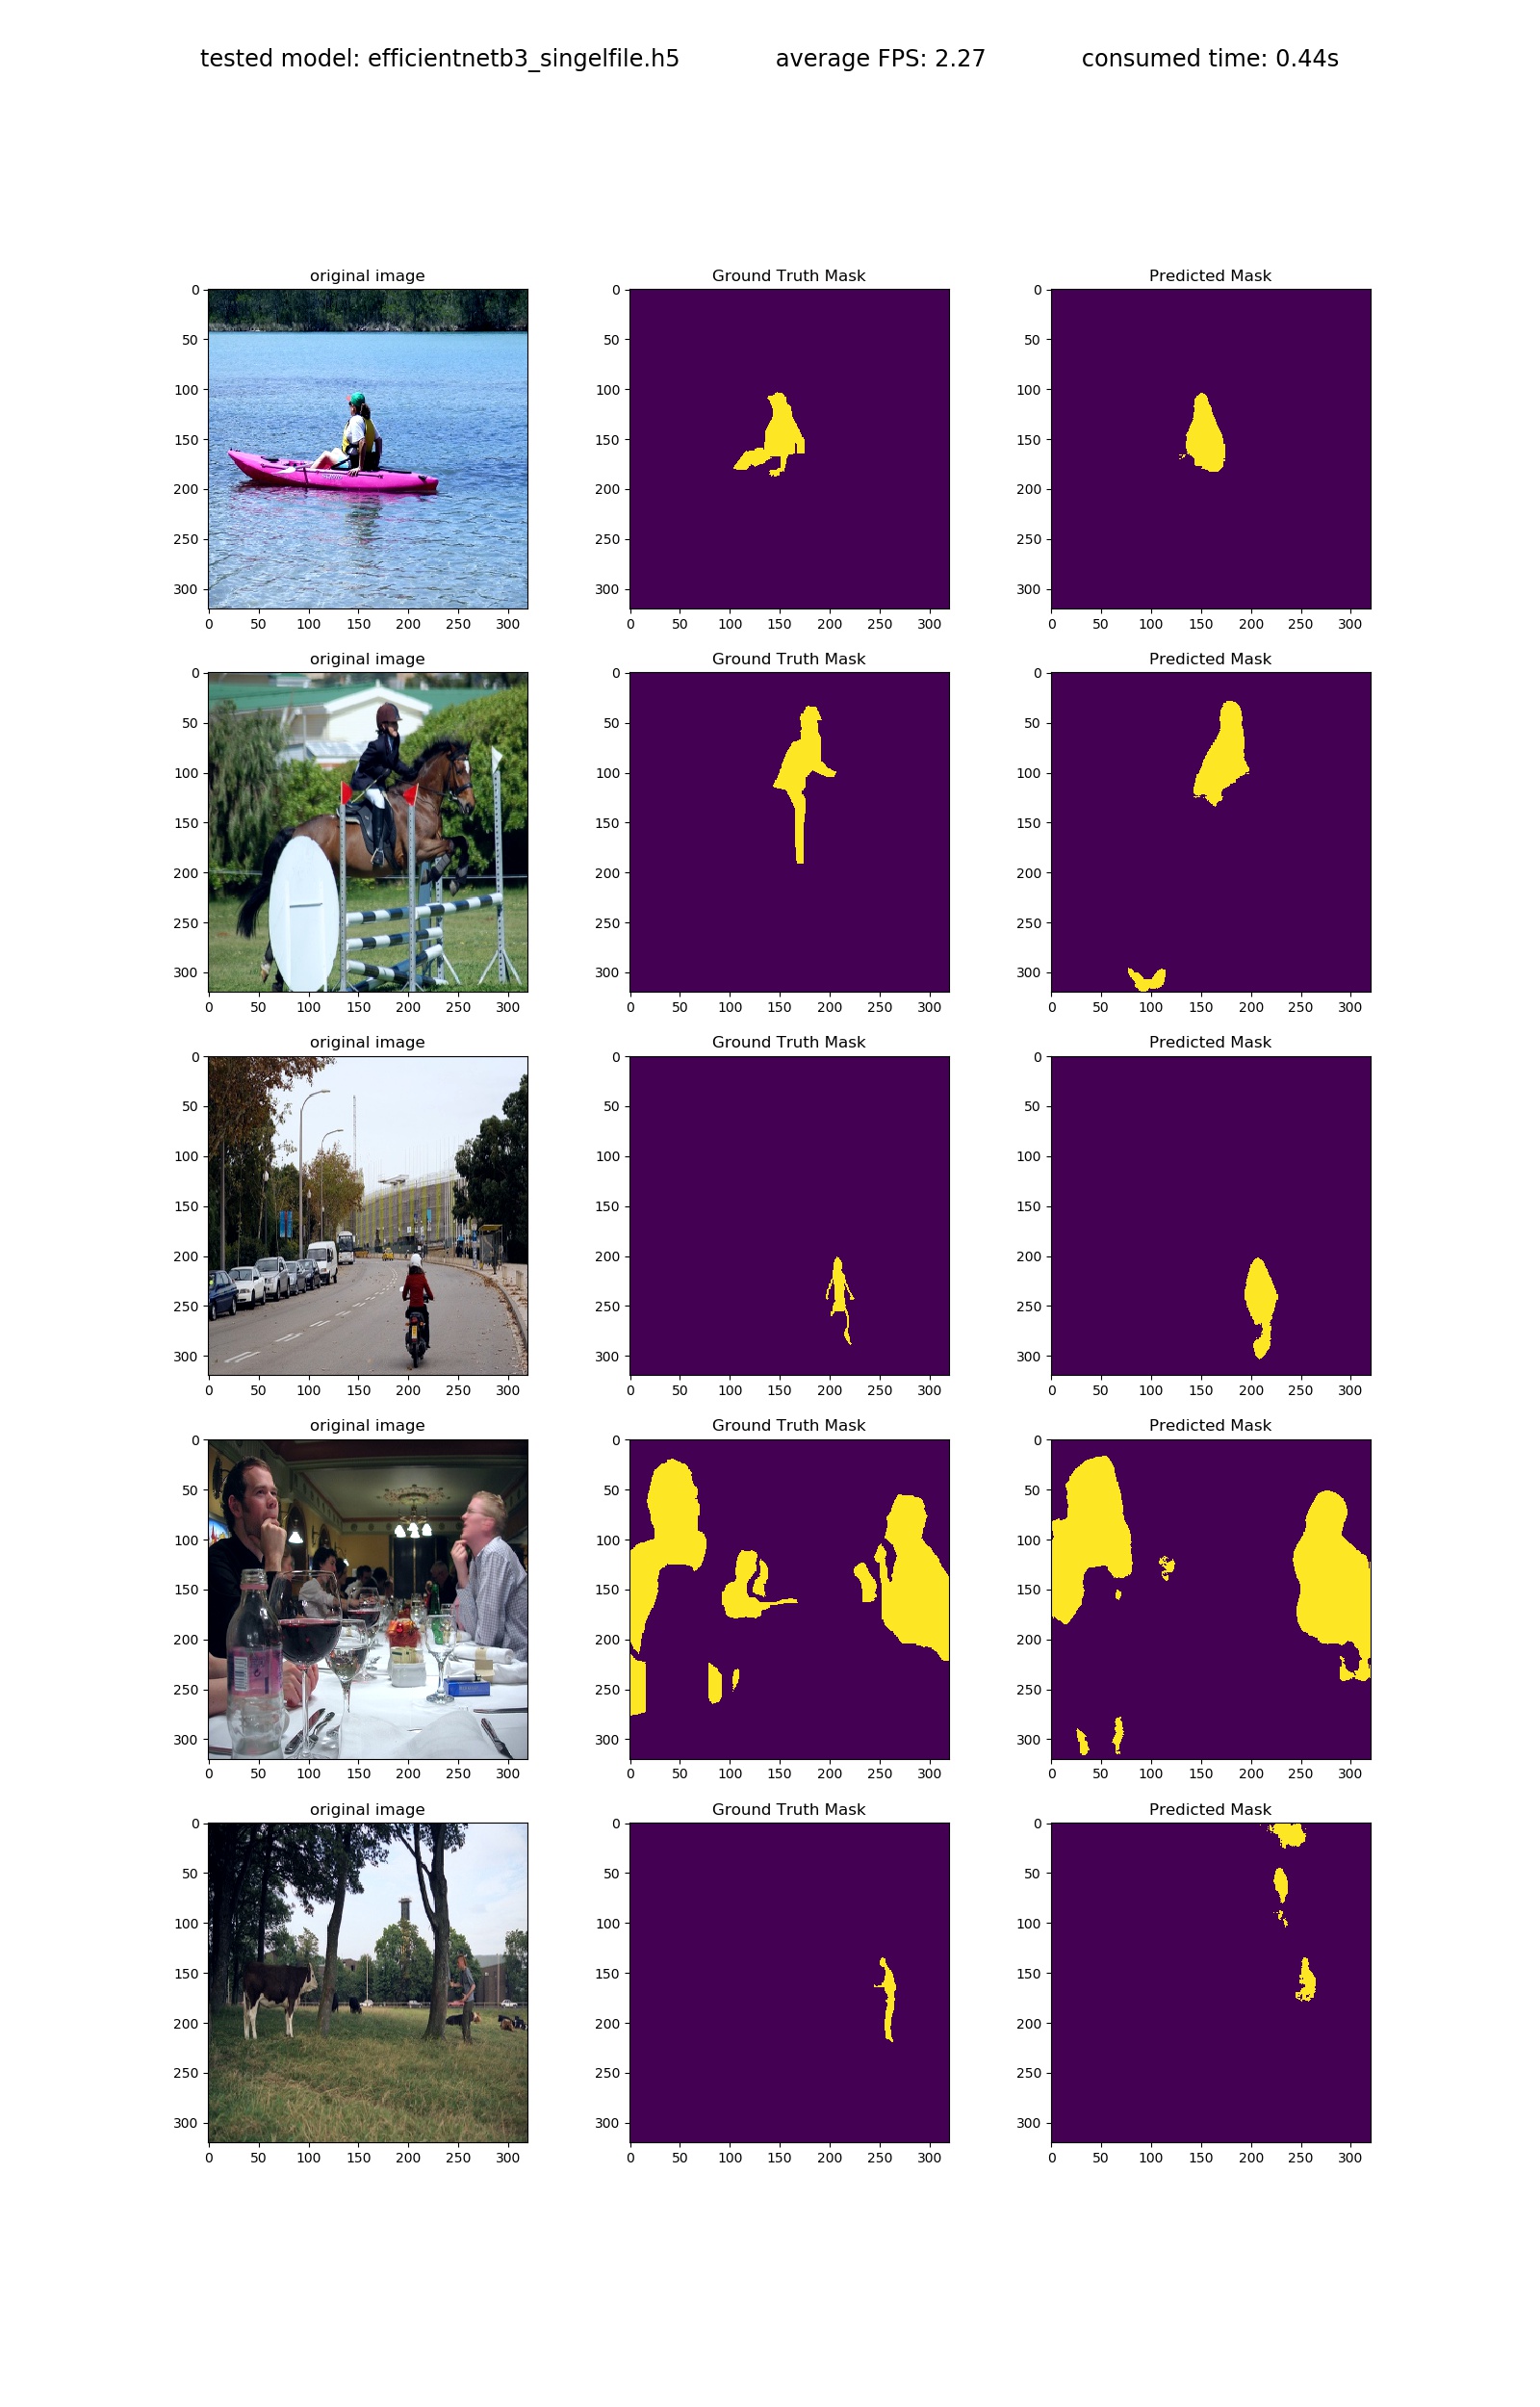 tested model: efficientnetb3_singelfile.h5 average FPS: 2.27 consumed time: 0.44s
original image Ground Truth Mask Predicted Mask
0 0 0
50 50 50
100 100 100
150 150 150
200 200 200
250 250 250
300 300 300
0 50 100 150 200 250 300 0 50 100 150 200 250 300 0 50 100 150 200 250 300
original image Ground Truth Mask Predicted Mask
0 0 0
50 50 50
100 100 100
150 150 150
200 200 200
250 250 250
300 300 300
0 50 100 150 200 250 300 0 50 100 150 200 250 300 0 50 100 150 200 250 300
original image Ground Truth Mask Predicted Mask
0 0 0
50 50 50
100 100 100
150 150 150
200 200 200
250 250 250
300 300 300
0 50 100 150 200 250 300 0 50 100 150 200 250 300 0 50 100 150 200 250 300
original image Ground Truth Mask Predicted Mask
0 0 0
50 50 50
100 100 100
150 150 150
200 200 200
250 250 250
300 300 300
0 50 100 150 200 250 300 0 50 100 150 200 250 300 0 50 100 150 200 250 300
original image Ground Truth Mask Predicted Mask
0 0 0
50 50 50
100 100 100
150 150 150
200 200 200
250 250 250
300 300 300
0 50 100 150 200 250 300 0 50 100 150 200 250 300 0 50 100 150 200 250 300